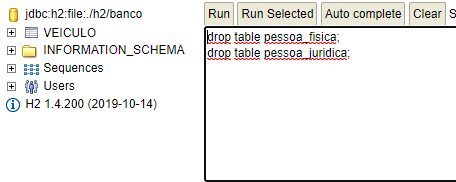 jdbc:h2:file:./h2/banco
VEICULO
INFORMATION_SCHEMA
Sequences
Users
H2 1.4.200 (2019-10-14)
Run Run Selected Auto complete Clear S
drop table pessoa_fisica;
drop table pessoa_juridica;